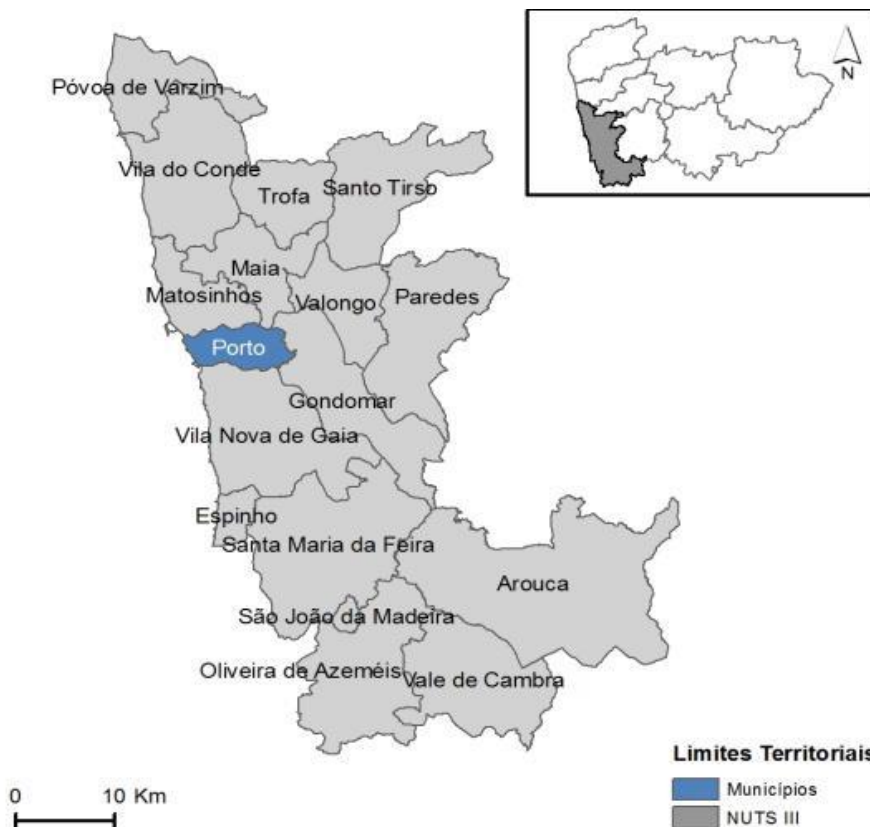 Póvoa de Varzim
Vila do Conde
Trofa
Santo Tirso
Maia
Matosinhos
Valongo
Paredes
Porto
Gondomar
Vila Nova de Gaia
Espinho
Santa Maria da Feira
Arouca
São João da Madeira
Oliveira de Azeméis
Vale de Cambra
N
Limites Territoriais
Municípios
NUTS III
0 10 Km